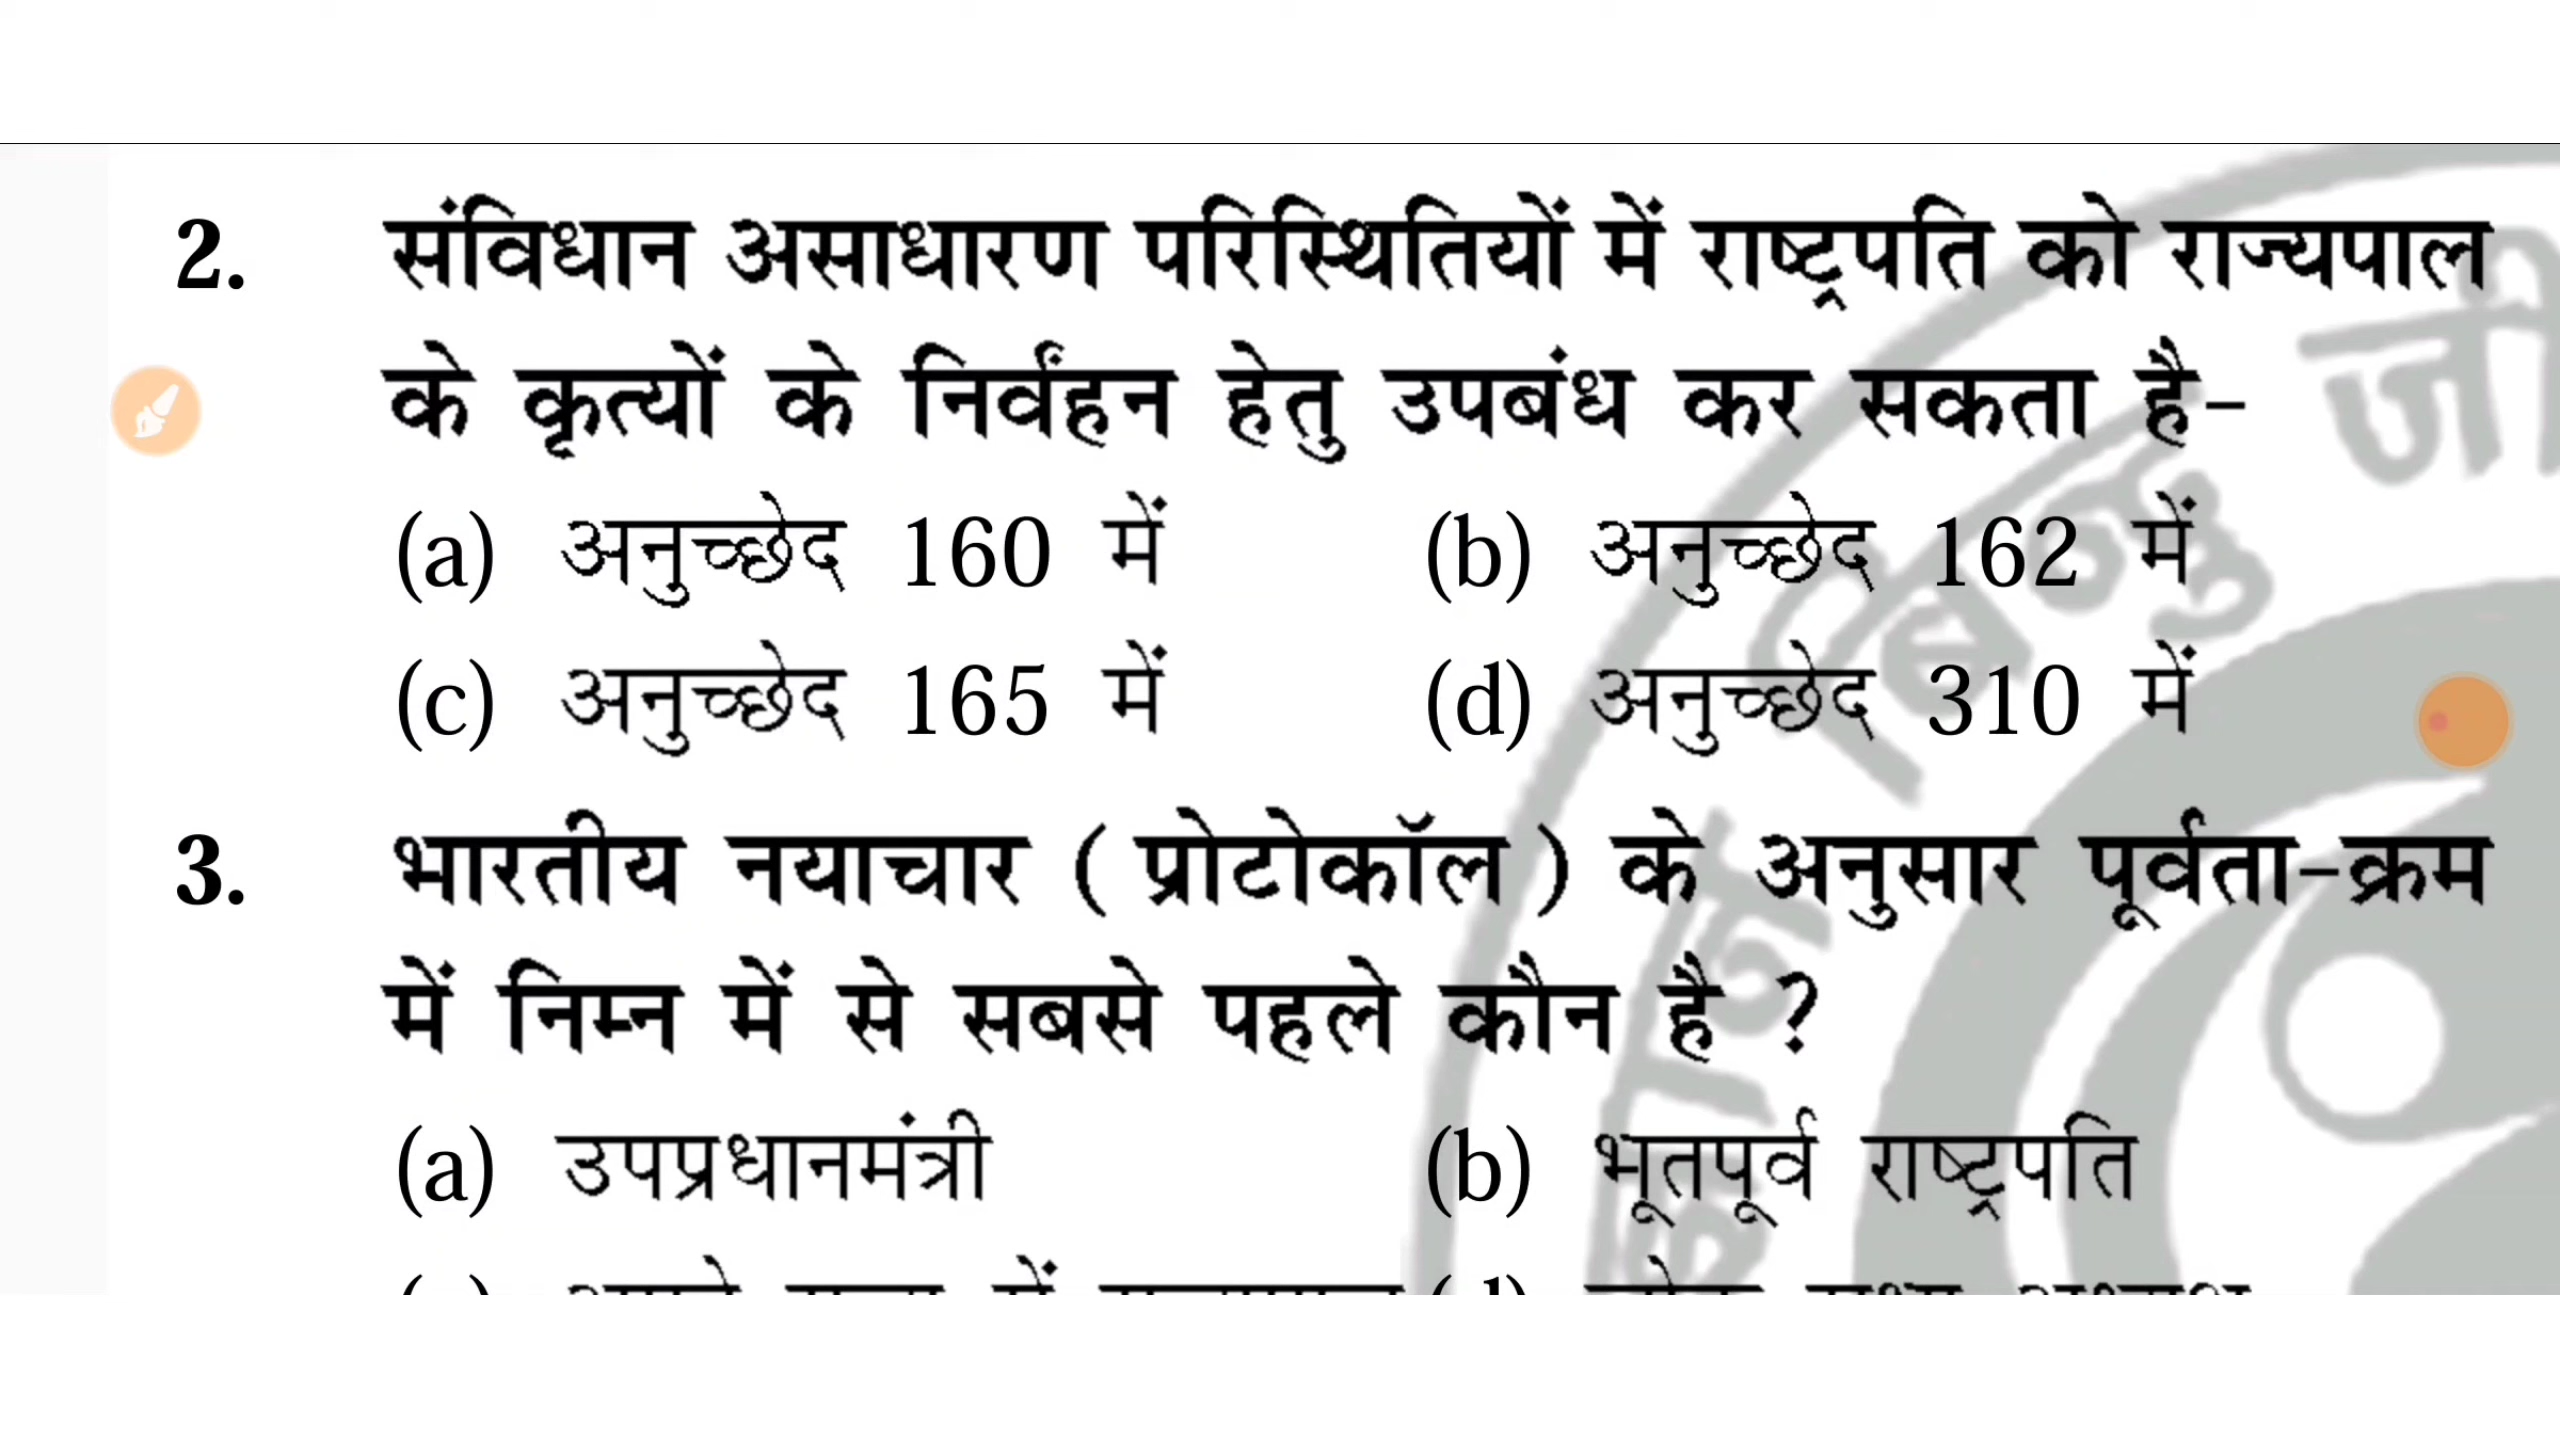 2. संविधान असाधारण परिस्थितियों में राष्ट्रपति को राज्यपाल
के कृत्यों के निर्वंहन हेतु उपबंध कर सकता है-
(a) अनुच्छेद 160 में (b) अनुच्छेद 162 में
(c) अनुच्छेद 165 में (d) अनुच्छेद 310 में
3. भारतीय नयाचार ( प्रोटोकॉल ) के अनुसार पूर्वता-क्रम
में निम्न में से सबसे पहले कौन है ?
(a) उपप्रधानमंत्री (b) भूतपूर्व राष्ट्रपति